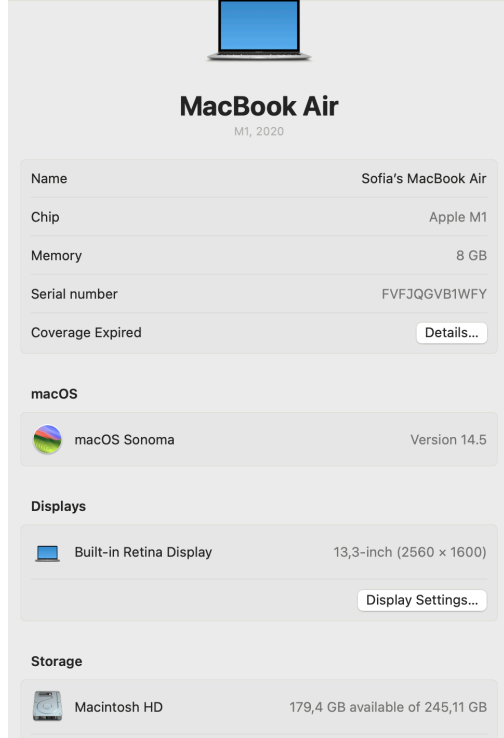 MacBook Air
M1, 2020
Name Sofia's MacBook Air
Chip Apple M1
Memory 8 GB
Serial number FVFJQGVB1WFY
Coverage Expired Details...
macOS
macOS Sonoma Version 14.5
Displays
Built-in Retina Display 13,3-inch (2560 × 1600)
Display Settings...
Storage
Macintosh HD 179,4 GB available of 245,11 GB